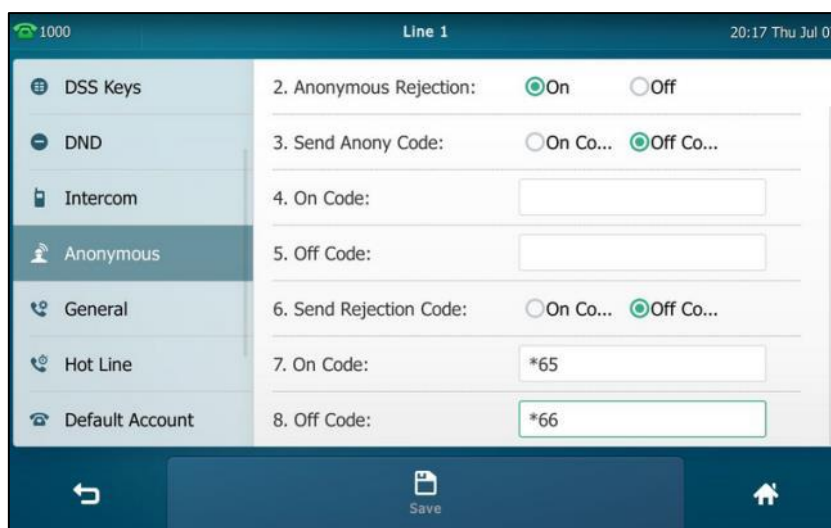 1000 Line 1 20:17 Thu Jul 0
DSS Keys
DND
Intercom
Anonymous
General
Hot Line
Default Account
2. Anonymous Rejection: On Off
3. Send Anony Code: On Co... Off Co...
4. On Code:
5. Off Code:
6. Send Rejection Code: On Co... Off Co...
7. On Code: *65
8. Off Code: *66
Save